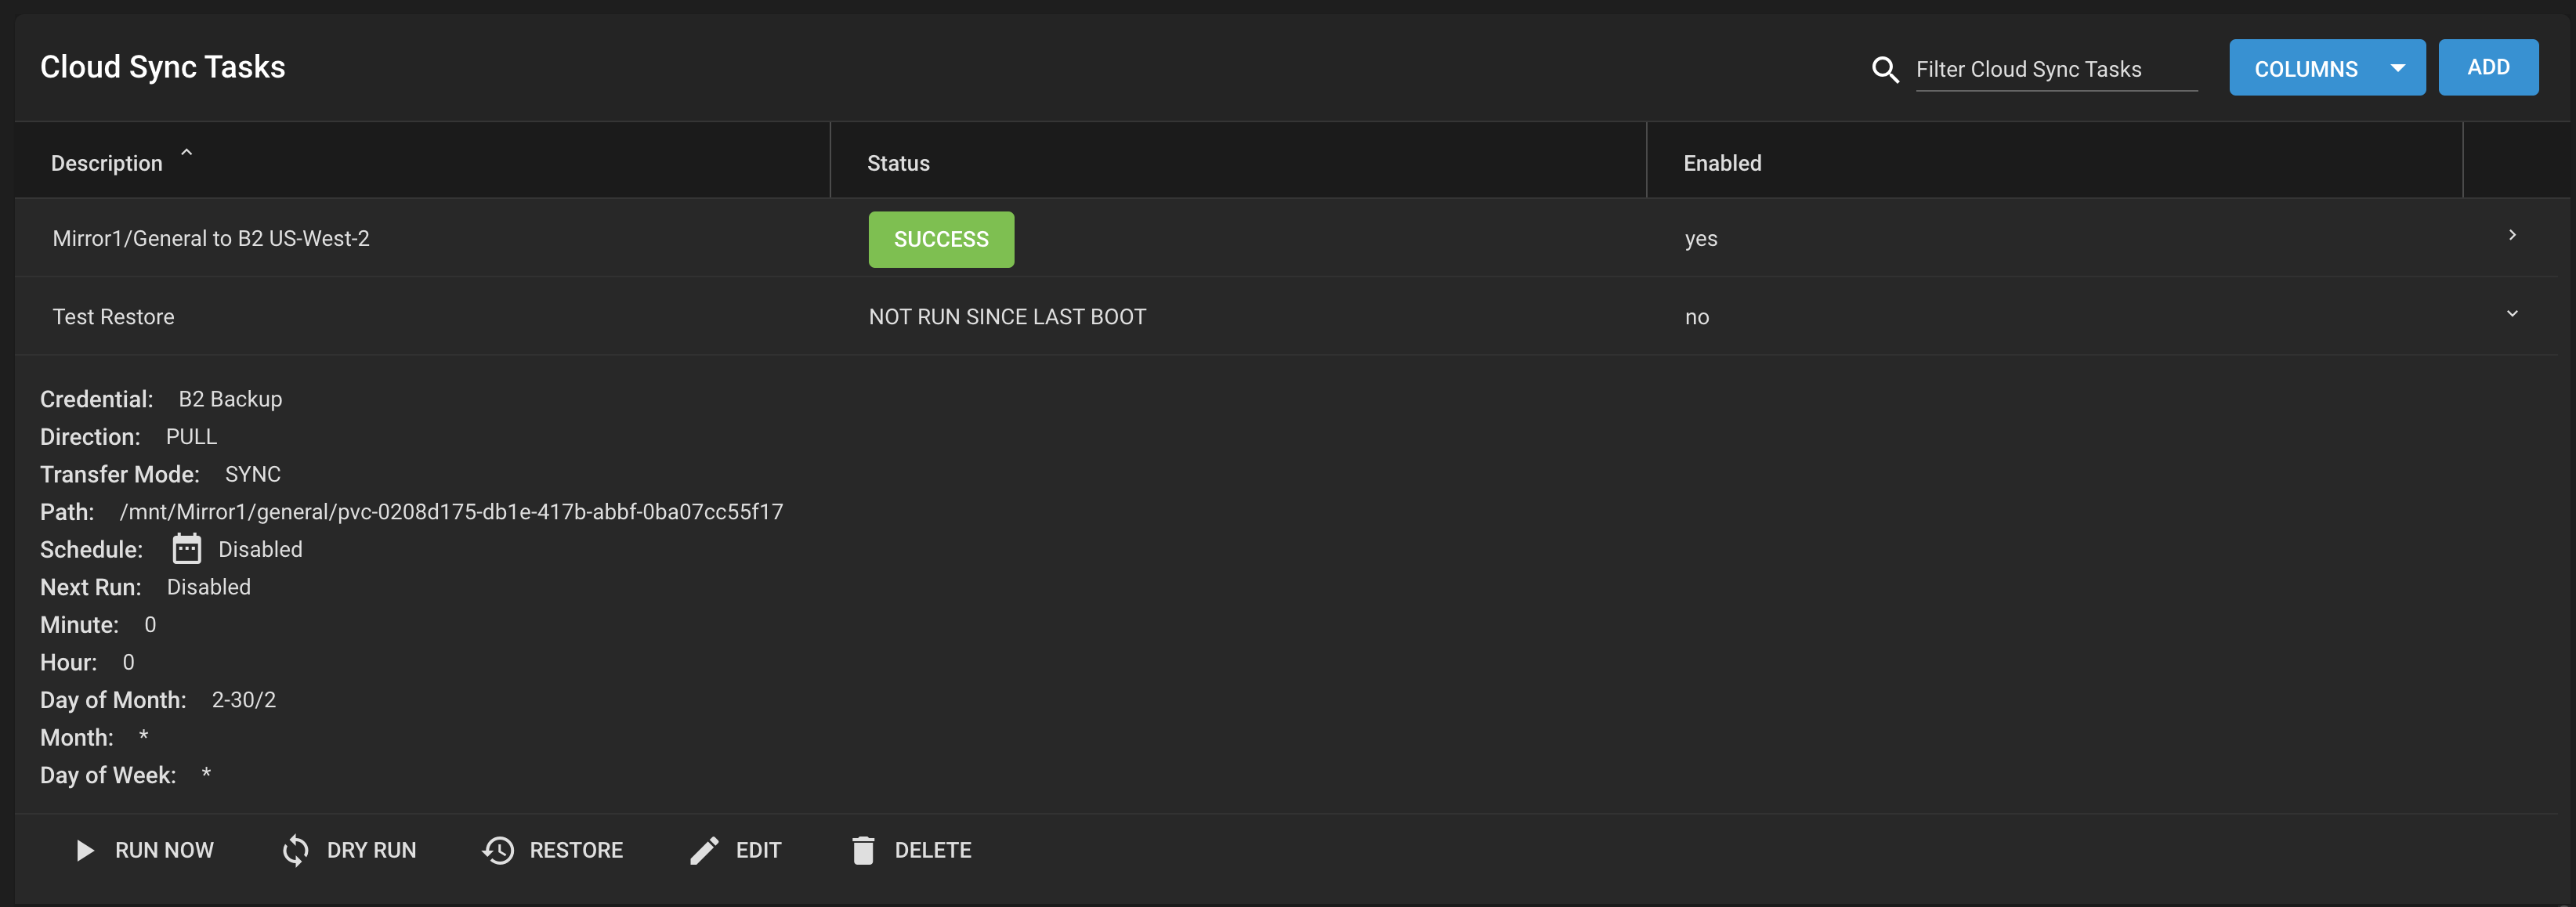 Cloud Sync Tasks
Filter Cloud Sync Tasks
COLUMNS
ADD
Description
Status
Enabled
Mirror1/General to B2 US-West-2
SUCCESS
yes
Test Restore
NOT RUN SINCE LAST BOOT
no
Credential: B2 Backup
Direction: PULL
Transfer Mode: SYNC
Path: /mnt/Mirror1/general/pvc-0208d175-db1e-417b-abbf-0ba07cc55f17
Schedule: Disabled
Next Run: Disabled
Minute: 0
Hour: 0
Day of Month: 2-30/2
Month: *
Day of Week: *
RUN NOW
DRY RUN
RESTORE
EDIT
DELETE